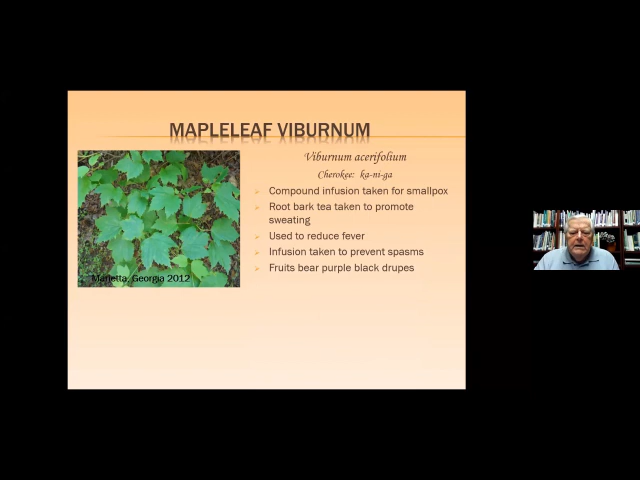 MAPLELEAF VIBURNUM
Viburnum acerifolium
Cherokee: ka-ni-ga
Compound infusion taken for smallpox
Root bark tea taken to promote
sweating
Used to reduce fever
Infusion taken to prevent spasms
Fruits bear purple black drupes
Marietta, Georgia 2012